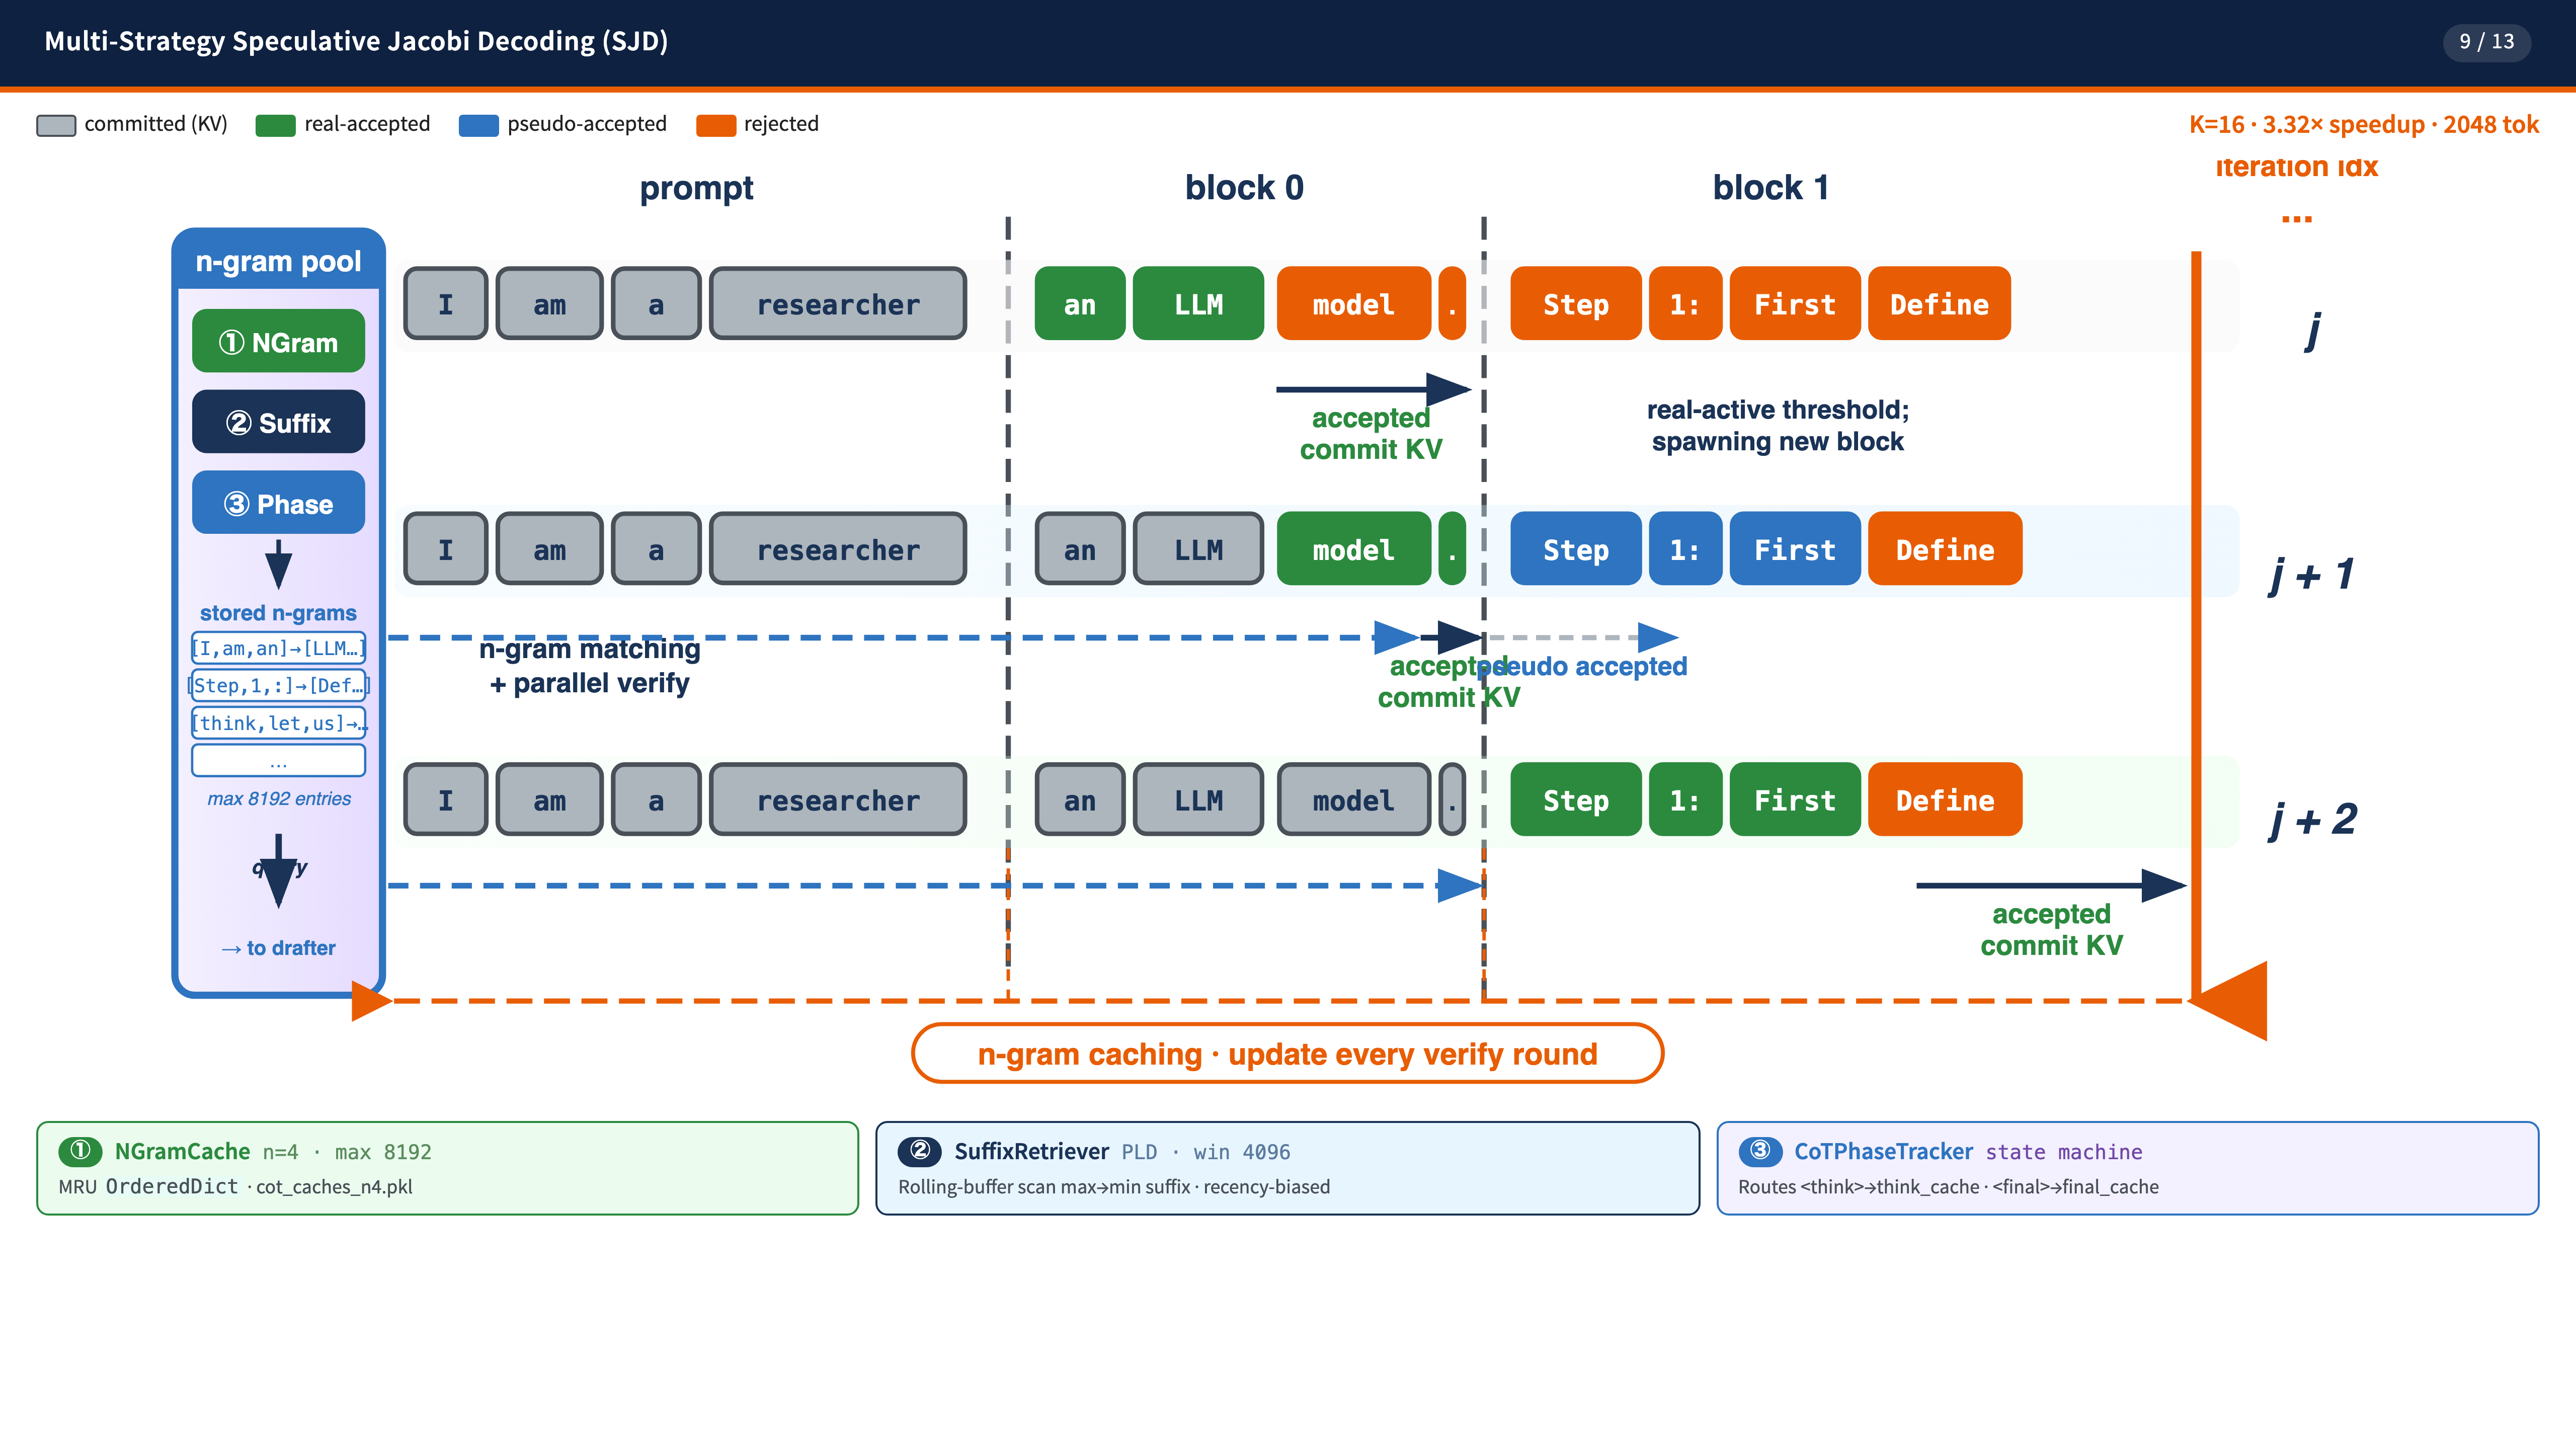 Multi-Strategy Speculative Jacobi Decoding (SJD)
9 / 13
committed (KV)
real-accepted
pseudo-accepted
rejected
K=16 · 3.32× speedup · 2048 tok
iteration idx
...
prompt
block 0
block 1
n-gram pool
① NGram
② Suffix
③ Phase
stored n-grams
[I,am,an]→[LLM…]
[Step,1,:]→[Def…]
[think,let,us]→…
…
max 8192 entries
→ to drafter
I am a researcher an LLM model . Step 1: First Define
j
accepted
commit KV
real-active threshold;
spawning new block
I am a researcher an LLM model . Step 1: First Define
j + 1
n-gram matching
+ parallel verify
accepted
commit KV
pseudo accepted
I am a researcher an LLM model . Step 1: First Define
j + 2
accepted
commit KV
n-gram caching · update every verify round
① NGramCache n=4 · max 8192
MRU OrderedDict · cot_caches_n4.pkl
② SuffixRetriever PLD · win 4096
Rolling-buffer scan max→min suffix · recency-biased
③ CoTPhaseTracker state machine
Routes <think>→think_cache · <final>→final_cache